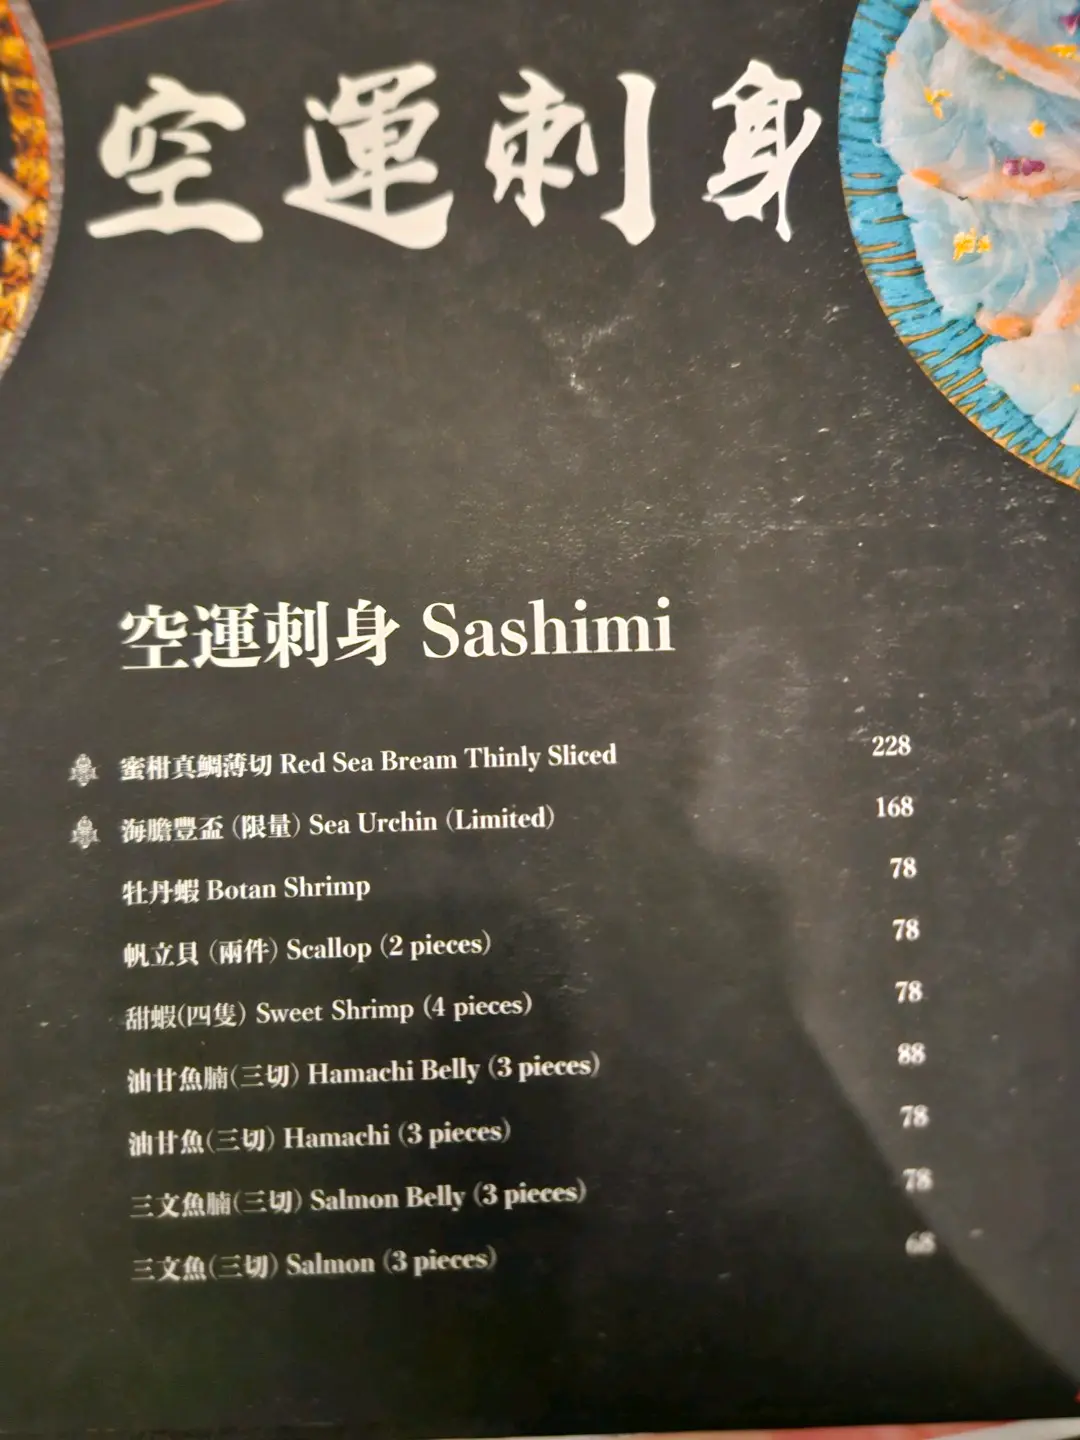 空運刺身
空運刺身 Sashimi
蜜柑真鯛薄切 Red Sea Bream Thinly Sliced 228
海膽豐盃 (限量) Sea Urchin (Limited) 168
牡丹蝦 Botan Shrimp 78
帆立貝 (兩件) Scallop (2 pieces) 78
甜蝦(四隻) Sweet Shrimp (4 pieces) 78
油甘魚腩(三切) Hamachi Belly (3 pieces) 88
油甘魚(三切) Hamachi (3 pieces) 78
三文魚腩(三切) Salmon Belly (3 pieces) 78
三文魚(三切) Salmon (3 pieces) 68